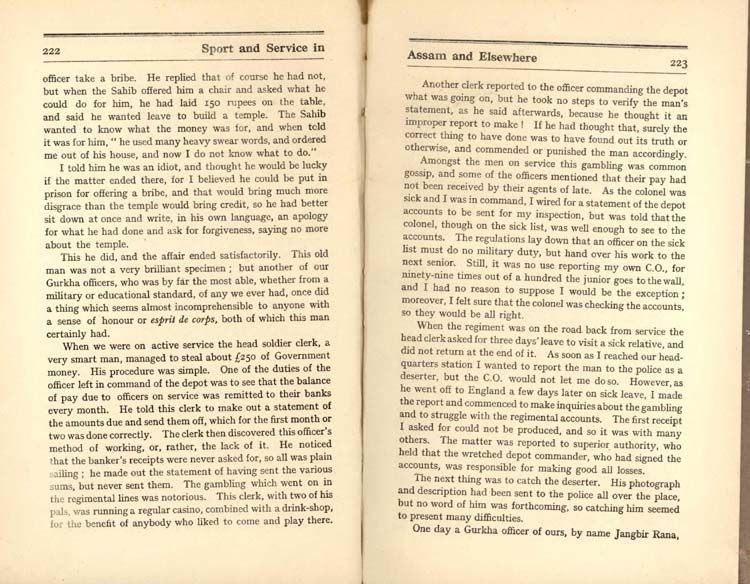 222 Sport and Service in
officer take a bribe. He replied that of course he had not,
but when the Sahib offered him a chair and asked what he
could do for him, he had laid 150 rupees on the table,
and said he wanted leave to build a temple. The Sahib
wanted to know what the money was for, and when told
it was for him, " he used many heavy swear words, and ordered
me out of his house, and now I do not know what to do."
I told him he was an idiot, and thought he would be lucky
if the matter ended there, for I believed he could be put in
prison for offering a bribe, and that would bring much more
disgrace than the temple would bring credit, so he had better
sit down at once and write, in his own language, an apology
for what he had done and ask for forgiveness, saying no more
about the temple.
This he did, and the affair ended satisfactorily. This old
man was not a very brilliant specimen ; but another of our
Gurkha officers, who was by far the most able, whether from a
military or educational standard, of any we ever had, once did
a thing which seems almost incomprehensible to anyone with
a sense of honour or esprit de corps, both of which this man
certainly had.
When we were on active service the head soldier clerk, a
very smart man, managed to steal about £250 of Government
money. His procedure was simple. One of the duties of the
officer left in command of the depot was to see that the balance
of pay due to officers on service was remitted to their banks
every month. He told this clerk to make out a statement of
the amounts due and send them off, which for the first month or
two was done correctly. The clerk then discovered this officer's
method of working, or, rather, the lack of it. He noticed
that the banker's receipts were never asked for, so all was plain
sailing ; he made out the statement of having sent the various
sums, but never sent them. The gambling which went on in
the regimental lines was notorious. This clerk, with two of his
pals, was running a regular casino, combined with a drink-shop,
for the benefit of anybody who liked to come and play there.
Assam and Elsewhere 223
Another clerk reported to the officer commanding the depot
what was going on, but he took no steps to verify the man's
statement, as he said afterwards, because he thought it an
improper report to make ! If he had thought that, surely the
correct thing to have done was to have found out its truth or
otherwise, and commended or punished the man accordingly.
Amongst the men on service this gambling was common
gossip, and some of the officers mentioned that their pay had
not been received by their agents of late. As the colonel was
sick and I was in command, I wired for a statement of the depot
accounts to be sent for my inspection, but was told that the
colonel, though on the sick list, was well enough to see to the
accounts. The regulations lay down that an officer on the sick
list must do no military duty, but hand over his work to the
next senior. Still, it was no use reporting my own C.O., for
ninety-nine times out of a hundred the junior goes to the wall,
and I had no reason to suppose I would be the exception ;
moreover, I felt sure that the colonel was checking the accounts,
so they would be all right.
When the regiment was on the road back from service the
head clerk asked for three days' leave to visit a sick relative, and
did not return at the end of it. As soon as I reached our head-
quarters station I wanted to report the man to the police as a
deserter, but the C.O. would not let me do so. However, as
he went off to England a few days later on sick leave, I made
the report and commenced to make inquiries about the gambling
and to struggle with the regimental accounts. The first receipt
I asked for could not be produced, and so it was with many
others. The matter was reported to superior authority, who
held that the wretched depot commander, who had signed the
accounts, was responsible for making good all losses.
The next thing was to catch the deserter. His photograph
and description had been sent to the police all over the place,
but no word of him was forthcoming, so catching him seemed
to present many difficulties.
One day a Gurkha officer of ours, by name Jangbir Rana,